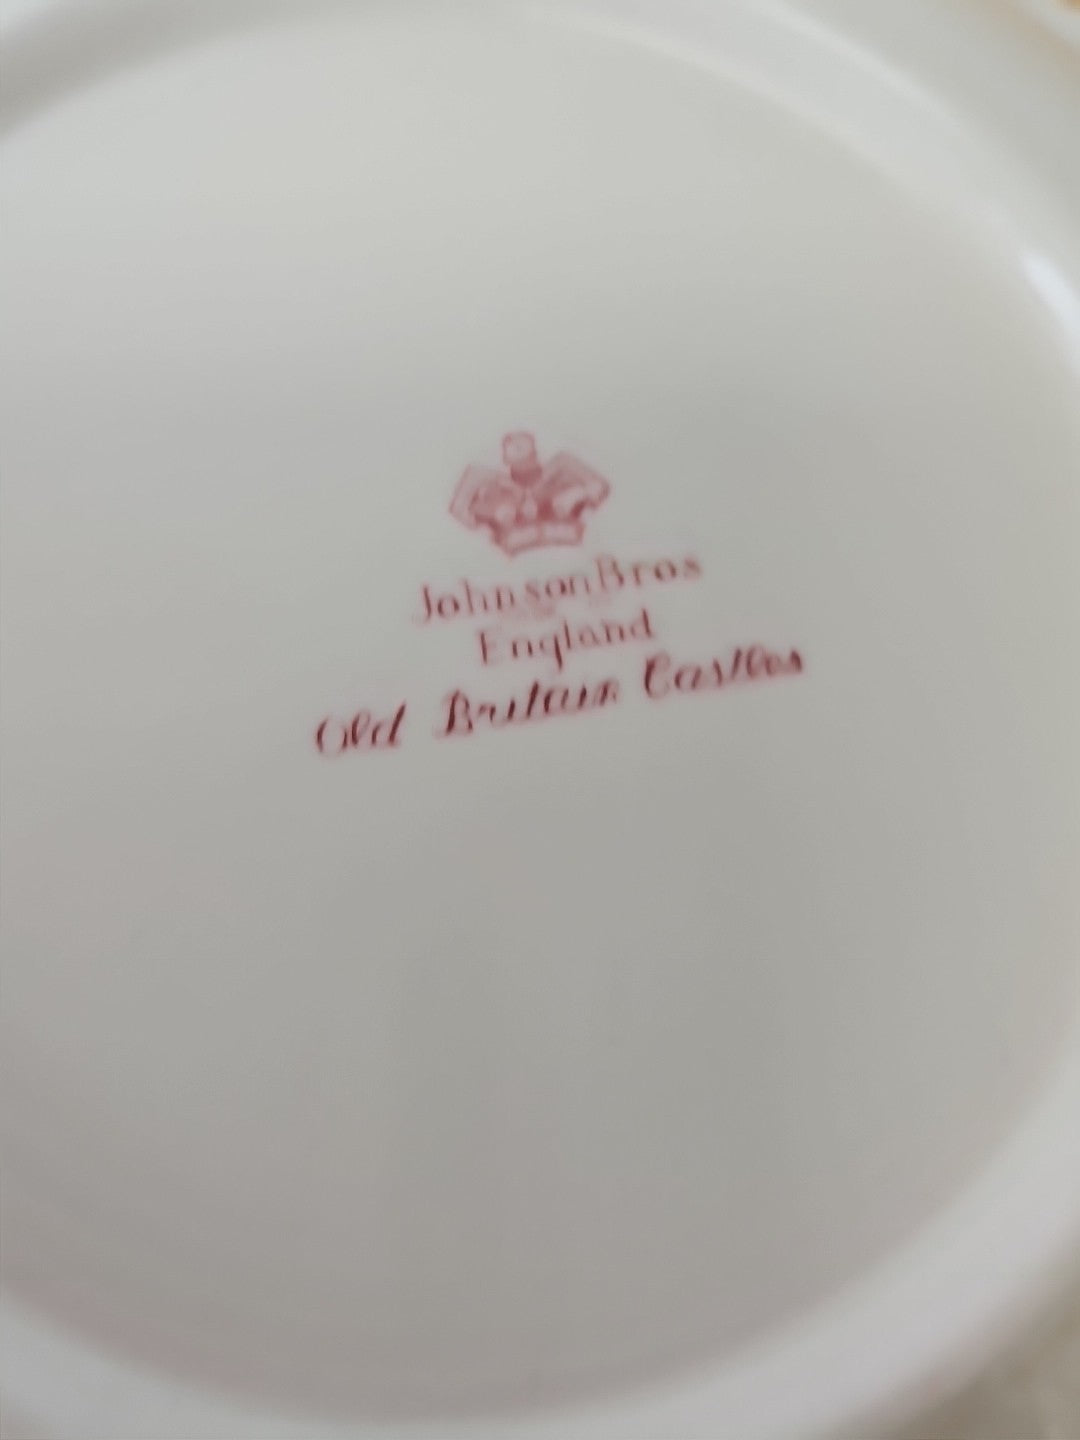 Johnson Bros
England
Old Britain Castles